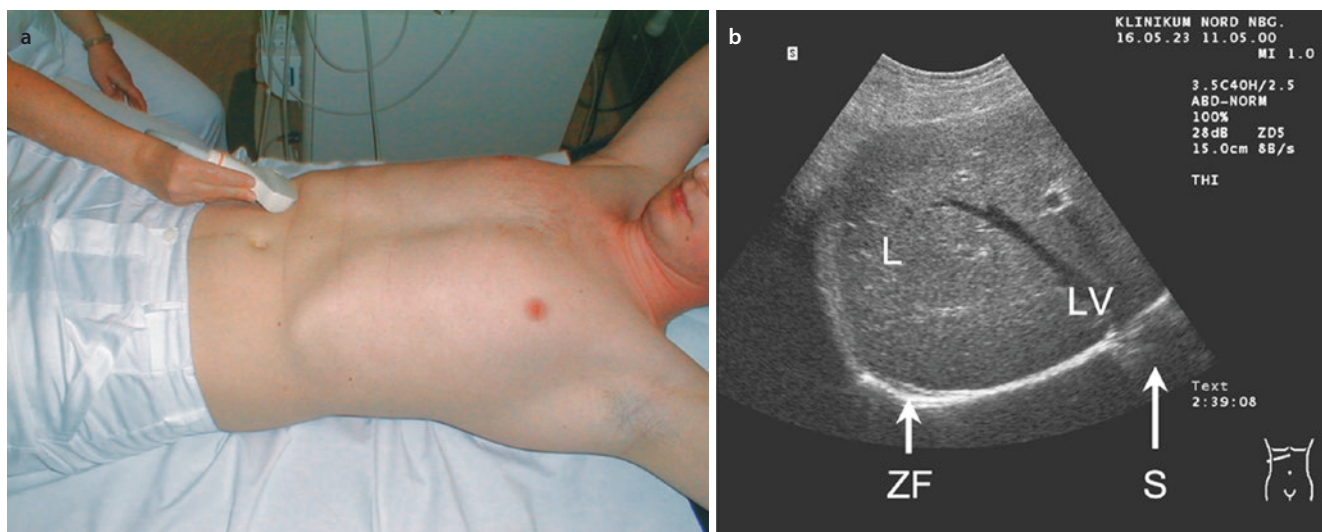 a
b
KLINIKUM NORD NBG.
16.05.23 11.05.00
MI 1.0
S
3.5C40H/2.5
ABD-NORM
100%
28dB ZD5
15.0cm 8B/s
THI
L
LV
Text
2:39:08
ZF
S